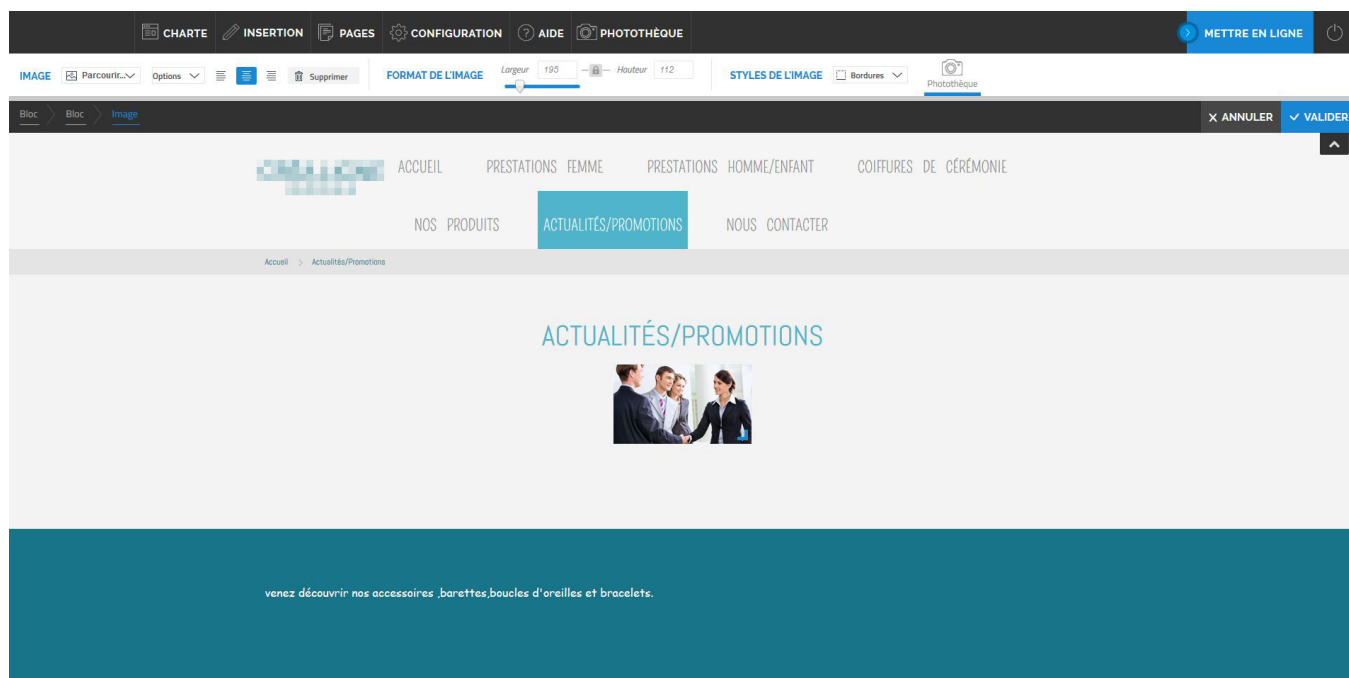 CHARTE INSERTION PAGES CONFIGURATION AIDE PHOTOTHÈQUE METTRE EN LIGNE
IMAGE Parcourir... Options Supprimer FORMAT DE L'IMAGE Largeur 195 Hauteur 112 STYLES DE L'IMAGE Bordures Photothèque
Bloc Bloc Image X ANNULER VALIDER
ACCUEIL PRESTATIONS FEMME PRESTATIONS HOMME/ENFANT COIFFURES DE CÉRÉMONIE
NOS PRODUITS ACTUALITÉS/PROMOTIONS NOUS CONTACTER
Accueil > Actualités/Promotions
ACTUALITÉS/PROMOTIONS
venez découvrir nos accessoires ,barettes,boucles d'oreilles et bracelets.